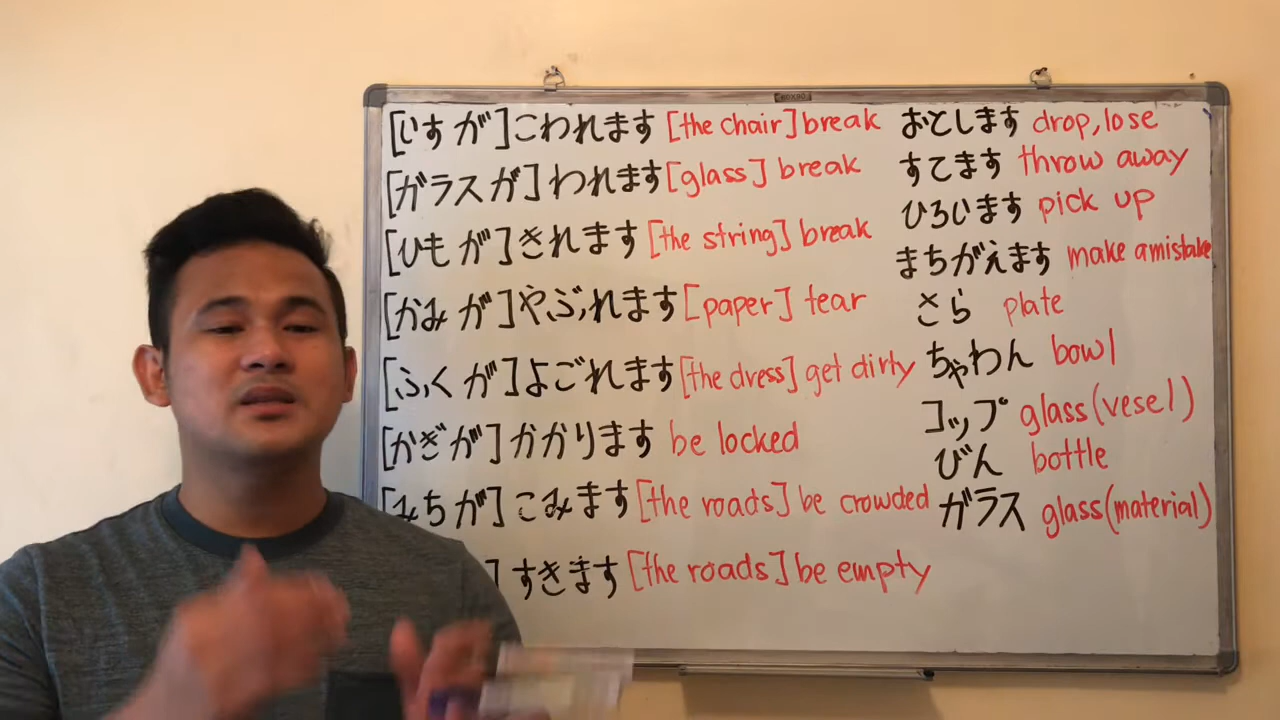 [いす が]こわれます [the chair] break
[ガラス が] われます [glass] break
[ひも が] きれます [the string] break
[かみ が] やぶれます [paper] tear
[ふく が] よごれます [the dress] get dirty
[かぎ が] かかります be locked
[みち が] こみます [the roads] be crowded
] すきます [the roads] be empty
おとします drop, lose
すてます throw away
ひろいます pick up
まちがえます make a mistake
さら plate
ちゃわん bowl
コップ glass (vesel)
びん bottle
ガラス glass (material)